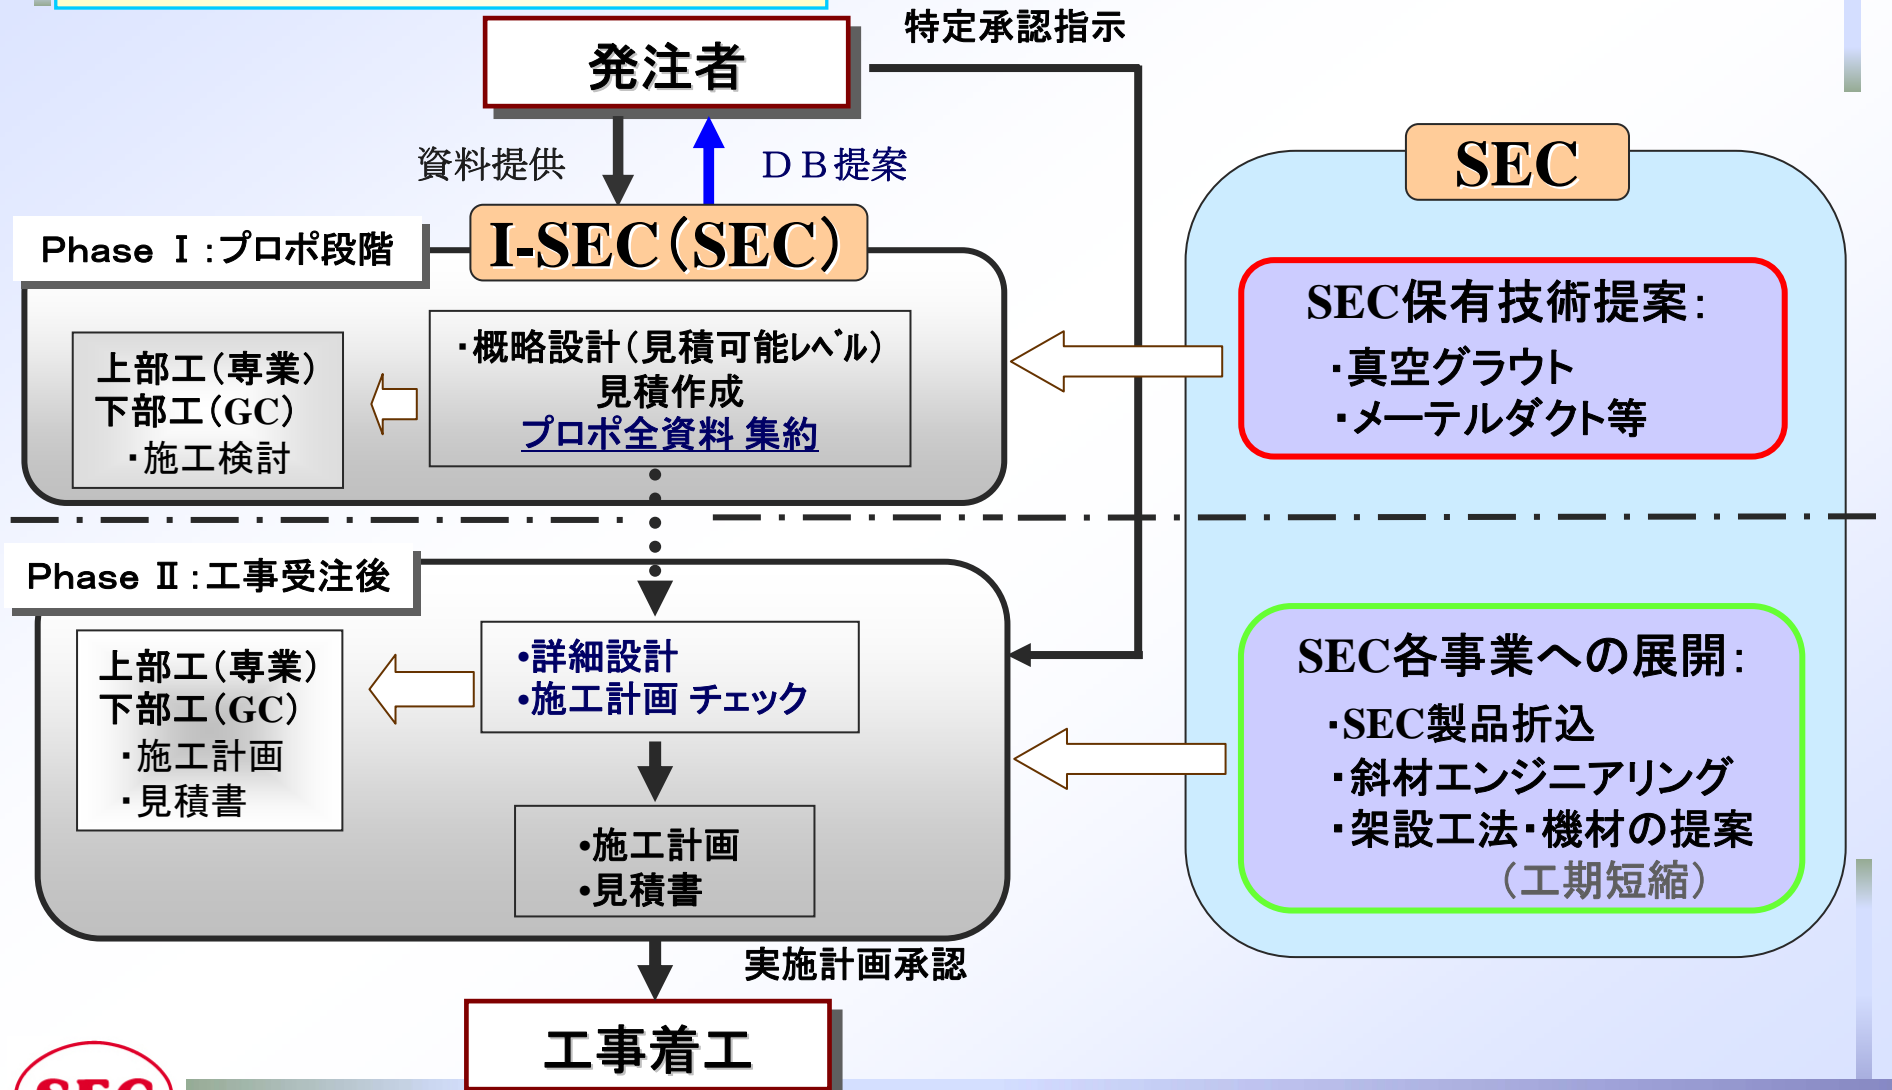 特定承認指示
発注者
資料提供
ＤＢ提案
SEC
I-SEC（SEC）
Phase Ⅰ：プロポ段階
・概略設計（見積可能ﾚﾍﾞﾙ）
見積作成
プロポ全資料 集約
上部工（専業）
下部工（GC）
・施工検討
SEC保有技術提案：
・真空グラウト
・メーテルダクト等
Phase Ⅱ：工事受注後
•詳細設計
•施工計画 チェック
上部工（専業）
下部工（GC）
・施工計画
・見積書
•施工計画
•見積書
SEC各事業への展開：
・SEC製品折込
・斜材エンジニアリング
・架設工法・機材の提案
（工期短縮）
実施計画承認
工事着工
SEC